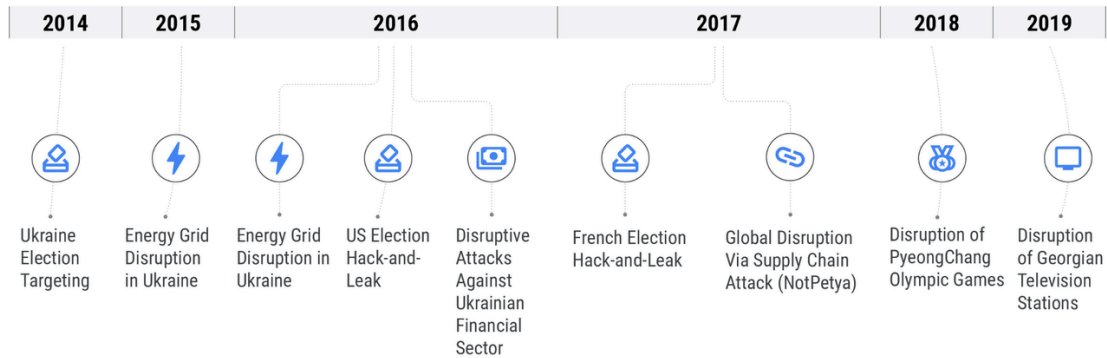 2014
2015
2016
2017
2018
2019
Ukraine
Election
Targeting
Energy Grid
Disruption
in Ukraine
Energy Grid
Disruption in
Ukraine
US Election
Hack-and-
Leak
Disruptive
Attacks
Against
Ukrainian
Financial
Sector
French Election
Hack-and-Leak
Global Disruption
Via Supply Chain
Attack (NotPetya)
Disruption of
PyeongChang
Olympic Games
Disruption
of Georgian
Television
Stations